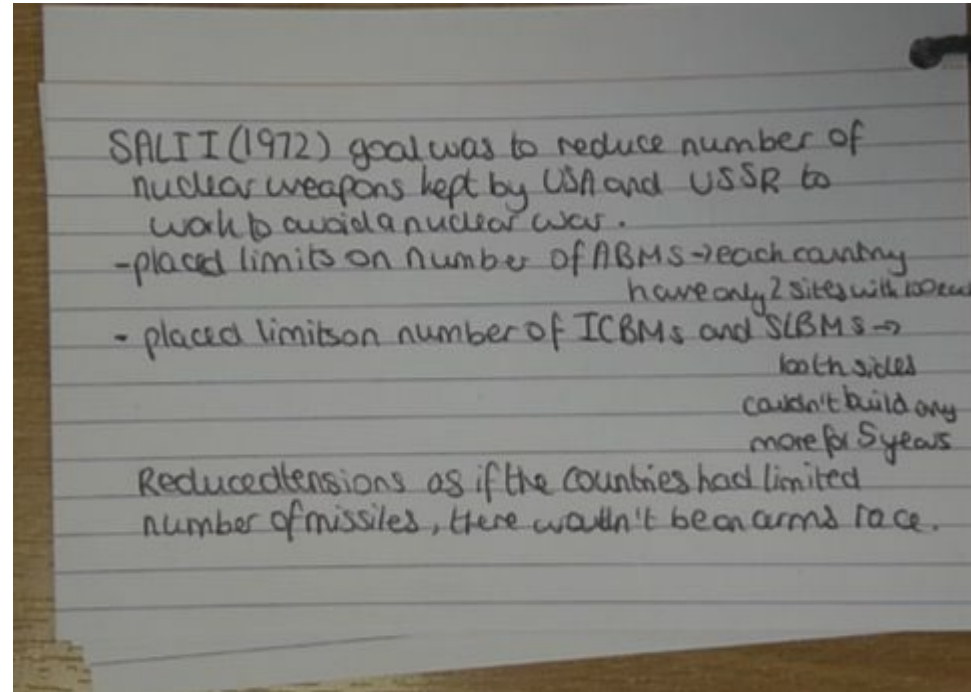 SALT I (1972) goal was to reduce number of
nuclear weapons kept by USA and USSR to
work to avoid a nuclear war.
-placed limits on number of ABMS → each country
have only 2 sites with 100 each
- placed limits on number of ICBMs and SLBMs →
both sides
couldn't build any
more for 5 years
Reduced tensions as if the countries had limited
number of missiles, there wouldn't be an arms race.